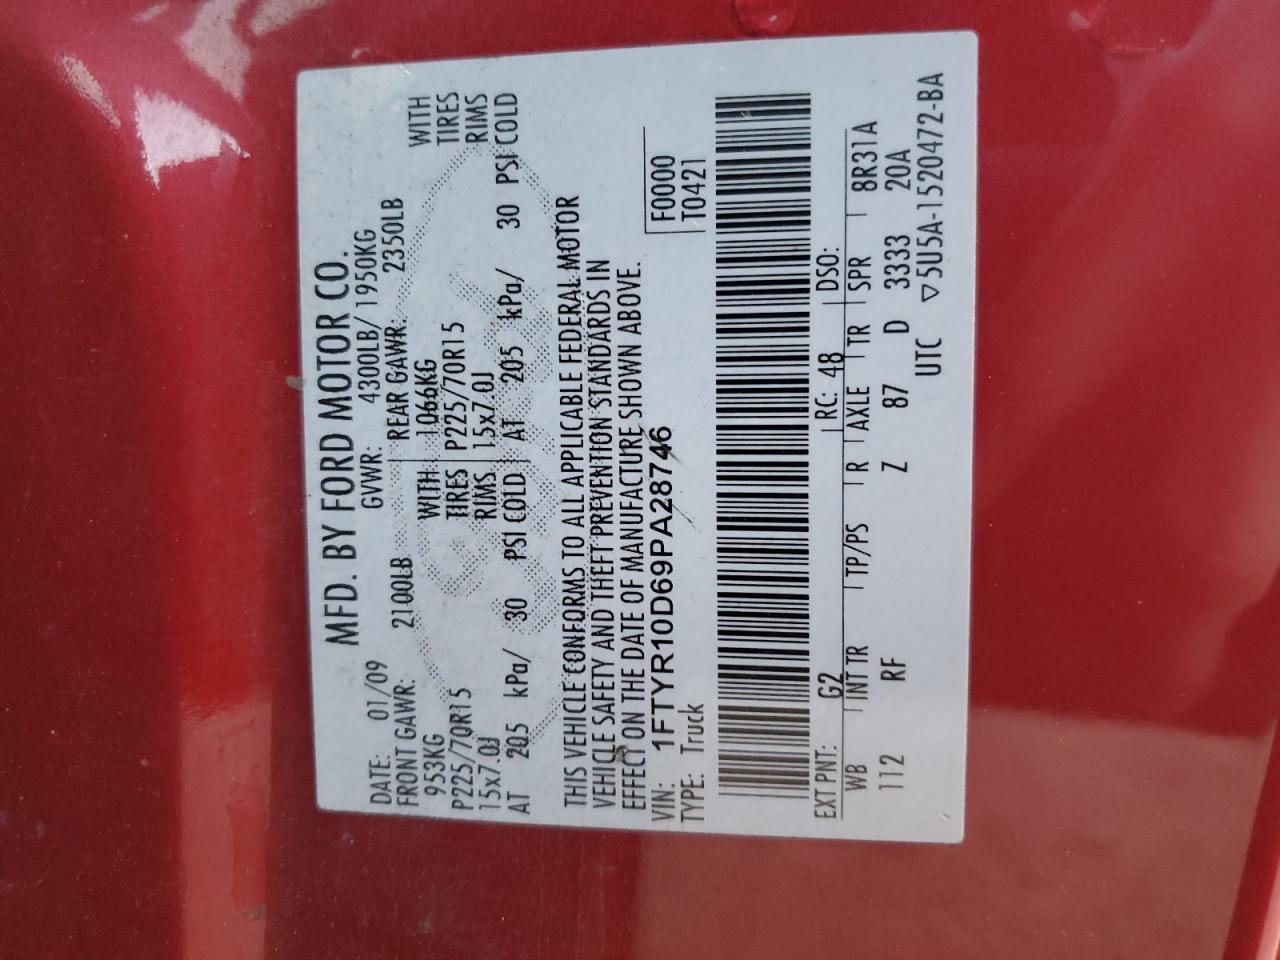 MFD. BY FORD MOTOR CO.
DATE: 01/09 GVWR: 4300LB/ 1950KG
FRONT GAWR: 2100LB REAR GAWR: 2350LB
953KG WITH 1066KG WITH
P225/70R15 TIRES P225/70R15 TIRES
15x7.0J RIMS 15x7.0J RIMS
AT 205 kPa/ 30 PSI COLD AT 205 kPa/ 30 PSI COLD
THIS VEHICLE CONFORMS TO ALL APPLICABLE FEDERAL MOTOR
VEHICLE SAFETY AND THEFT PREVENTION STANDARDS IN
EFFECT ON THE DATE OF MANUFACTURE SHOWN ABOVE.
VIN: 1FTYR10D69PA28746 F0000
TYPE: Truck T0421
EXT PNT: G2 RC: 48 DSO:
WB INT TR TP/PS R AXLE TR SPR 8R31A
112 RF Z 87 D 3333 20A
UTC ▽5U5A-1520472-BA